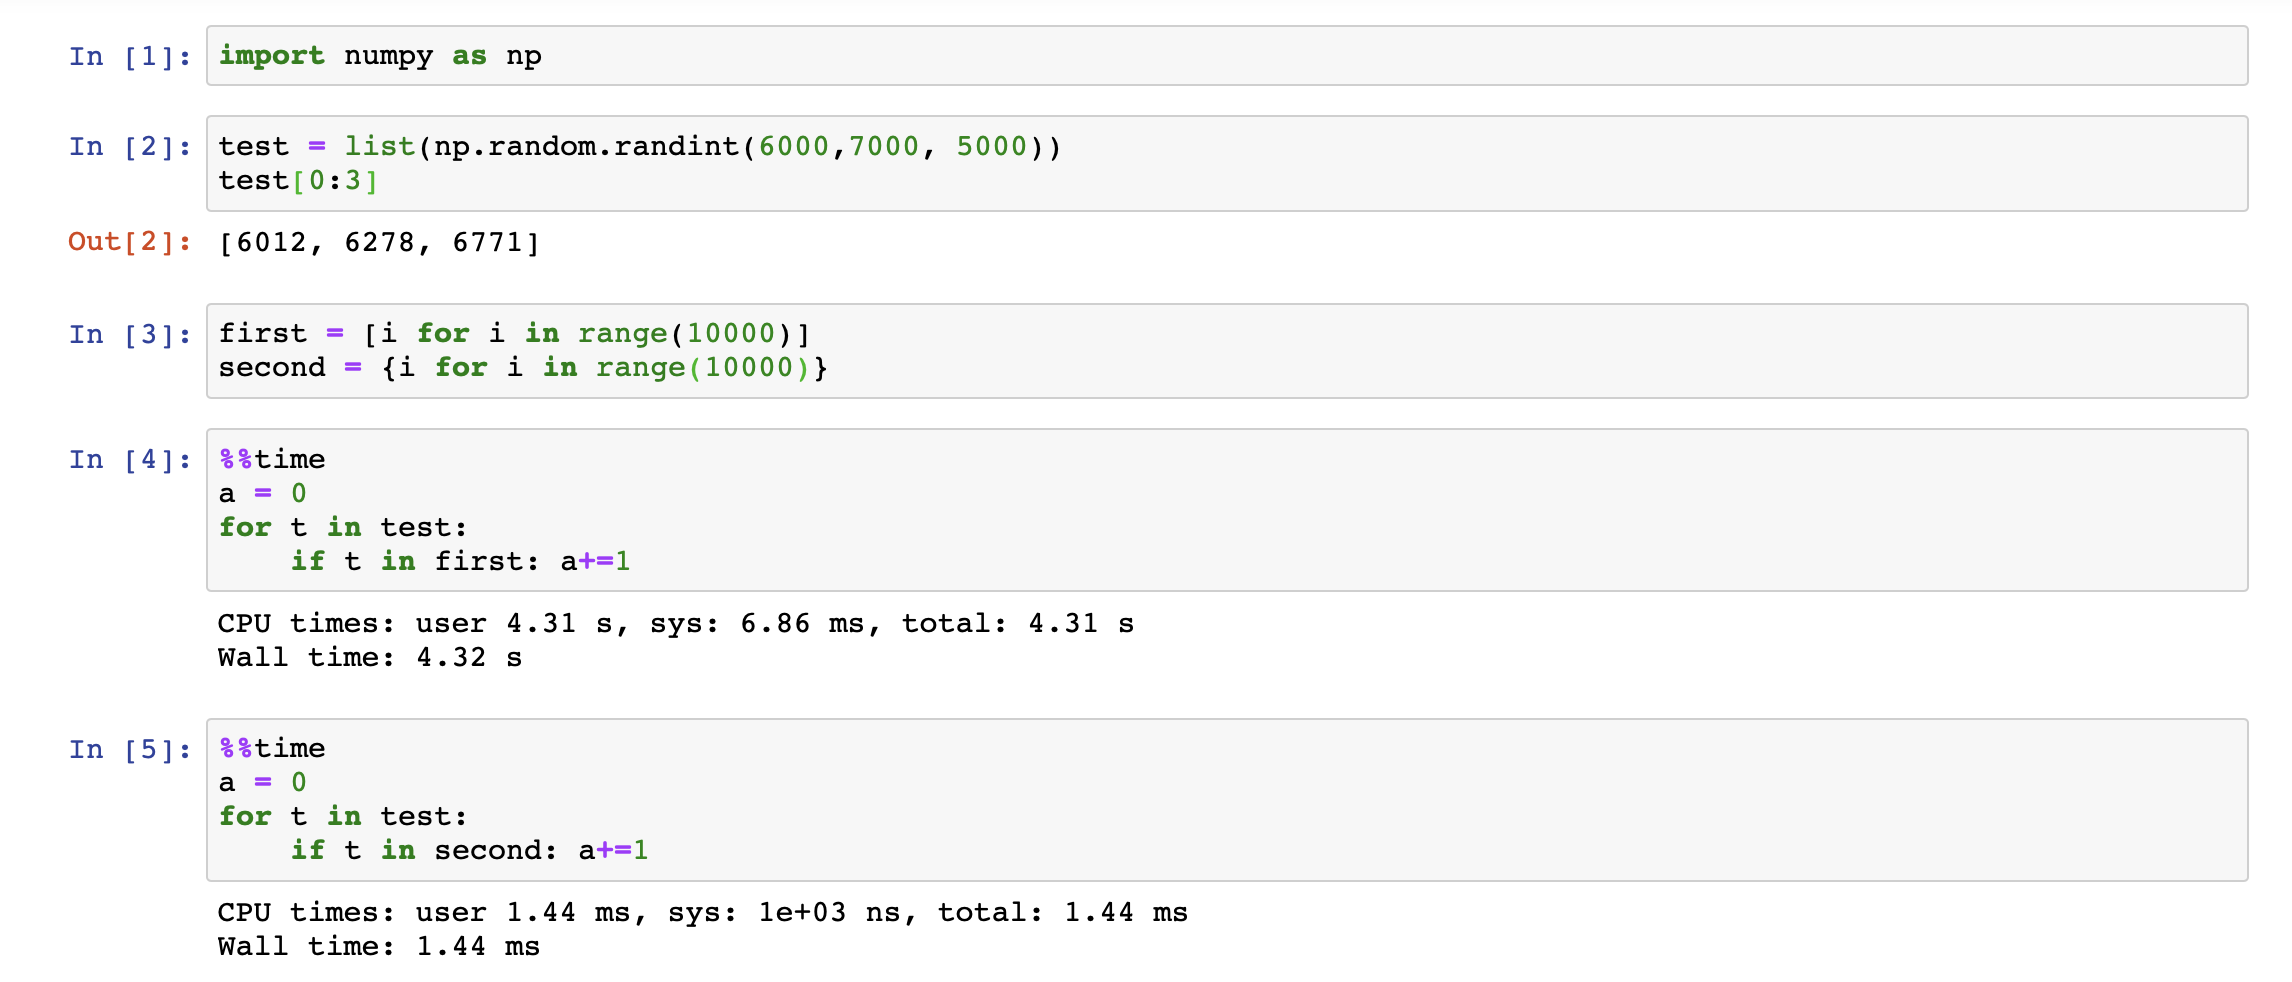 In [1]: import numpy as np
In [2]: test = list(np.random.randint(6000,7000, 5000))
test[0:3]
Out[2]: [6012, 6278, 6771]
In [3]: first = [i for i in range(10000)]
second = {i for i in range(10000)}
In [4]: %%time
a = 0
for t in test:
    if t in first: a+=1
CPU times: user 4.31 s, sys: 6.86 ms, total: 4.31 s
Wall time: 4.32 s
In [5]: %%time
a = 0
for t in test:
    if t in second: a+=1
CPU times: user 1.44 ms, sys: 1e+03 ns, total: 1.44 ms
Wall time: 1.44 ms